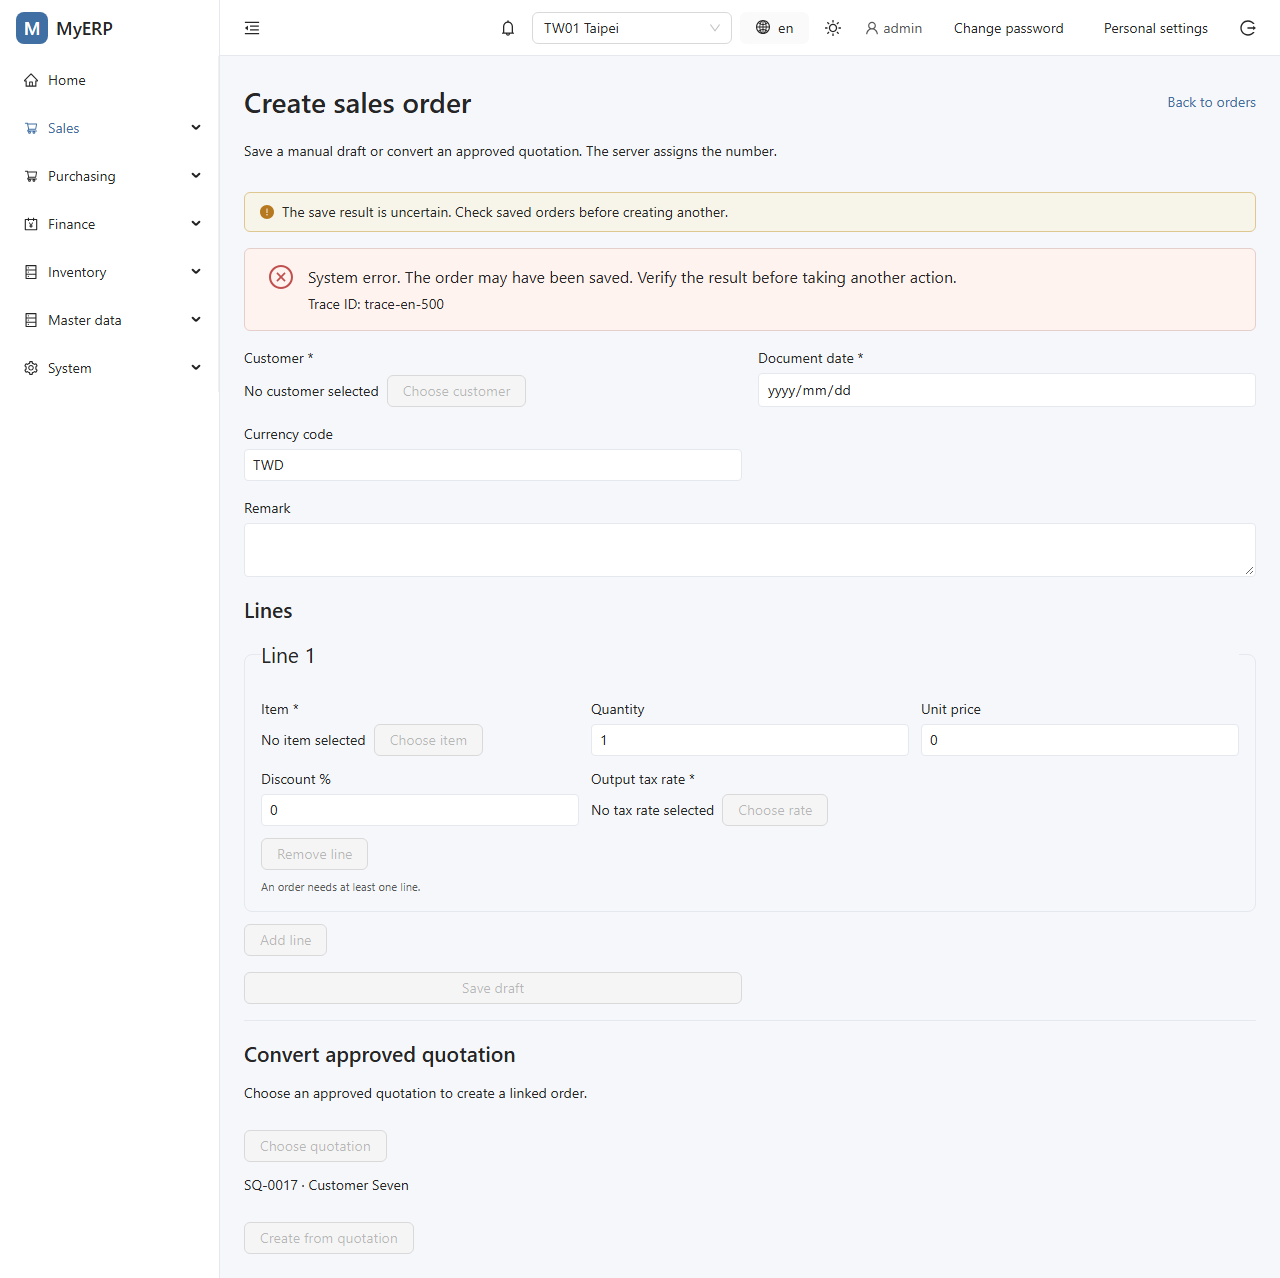 M MyERP
TW01 Taipei
en
admin
Change password
Personal settings
Home
Sales
Purchasing
Finance
Inventory
Master data
System
Create sales order
Back to orders
Save a manual draft or convert an approved quotation. The server assigns the number.
The save result is uncertain. Check saved orders before creating another.
System error. The order may have been saved. Verify the result before taking another action.
Trace ID: trace-en-500
Customer *
Document date *
No customer selected
Choose customer
yyyy/mm/dd
Currency code
TWD
Remark
Lines
Line 1
Item *
Quantity
Unit price
No item selected
Choose item
1
0
Discount %
Output tax rate *
0
No tax rate selected
Choose rate
Remove line
An order needs at least one line.
Add line
Save draft
Convert approved quotation
Choose an approved quotation to create a linked order.
Choose quotation
SQ-0017 · Customer Seven
Create from quotation